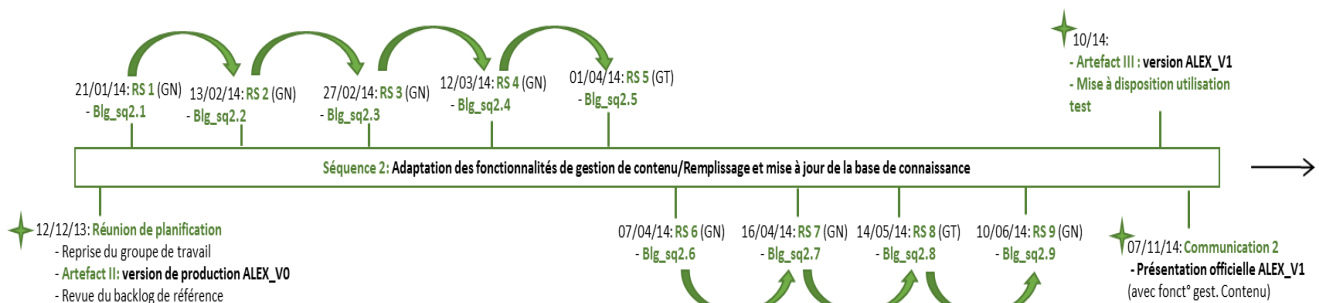 10/14:
- Artefact III : version ALEX_V1
- Mise à disposition utilisation
test
21/01/14: RS 1 (GN)
- Blg_sq2.1
13/02/14: RS 2 (GN)
- Blg_sq2.2
27/02/14: RS 3 (GN)
- Blg_sq2.3
12/03/14: RS 4 (GN)
- Blg_sq2.4
01/04/14: RS 5 (GT)
- Blg_sq2.5
Séquence 2: Adaptation des fonctionnalités de gestion de contenu/Remplissage et mise à jour de la base de connaissance
12/12/13: Réunion de planification
- Reprise du groupe de travail
- Artefact II: version de production ALEX_V0
- Revue du backlog de référence
07/04/14: RS 6 (GN)
- Blg_sq2.6
16/04/14: RS 7 (GN)
- Blg_sq2.7
14/05/14: RS 8 (GT)
- Blg_sq2.8
10/06/14: RS 9 (GN)
- Blg_sq2.9
07/11/14: Communication 2
- Présentation officielle ALEX_V1
(avec fonct° gest. Contenu)